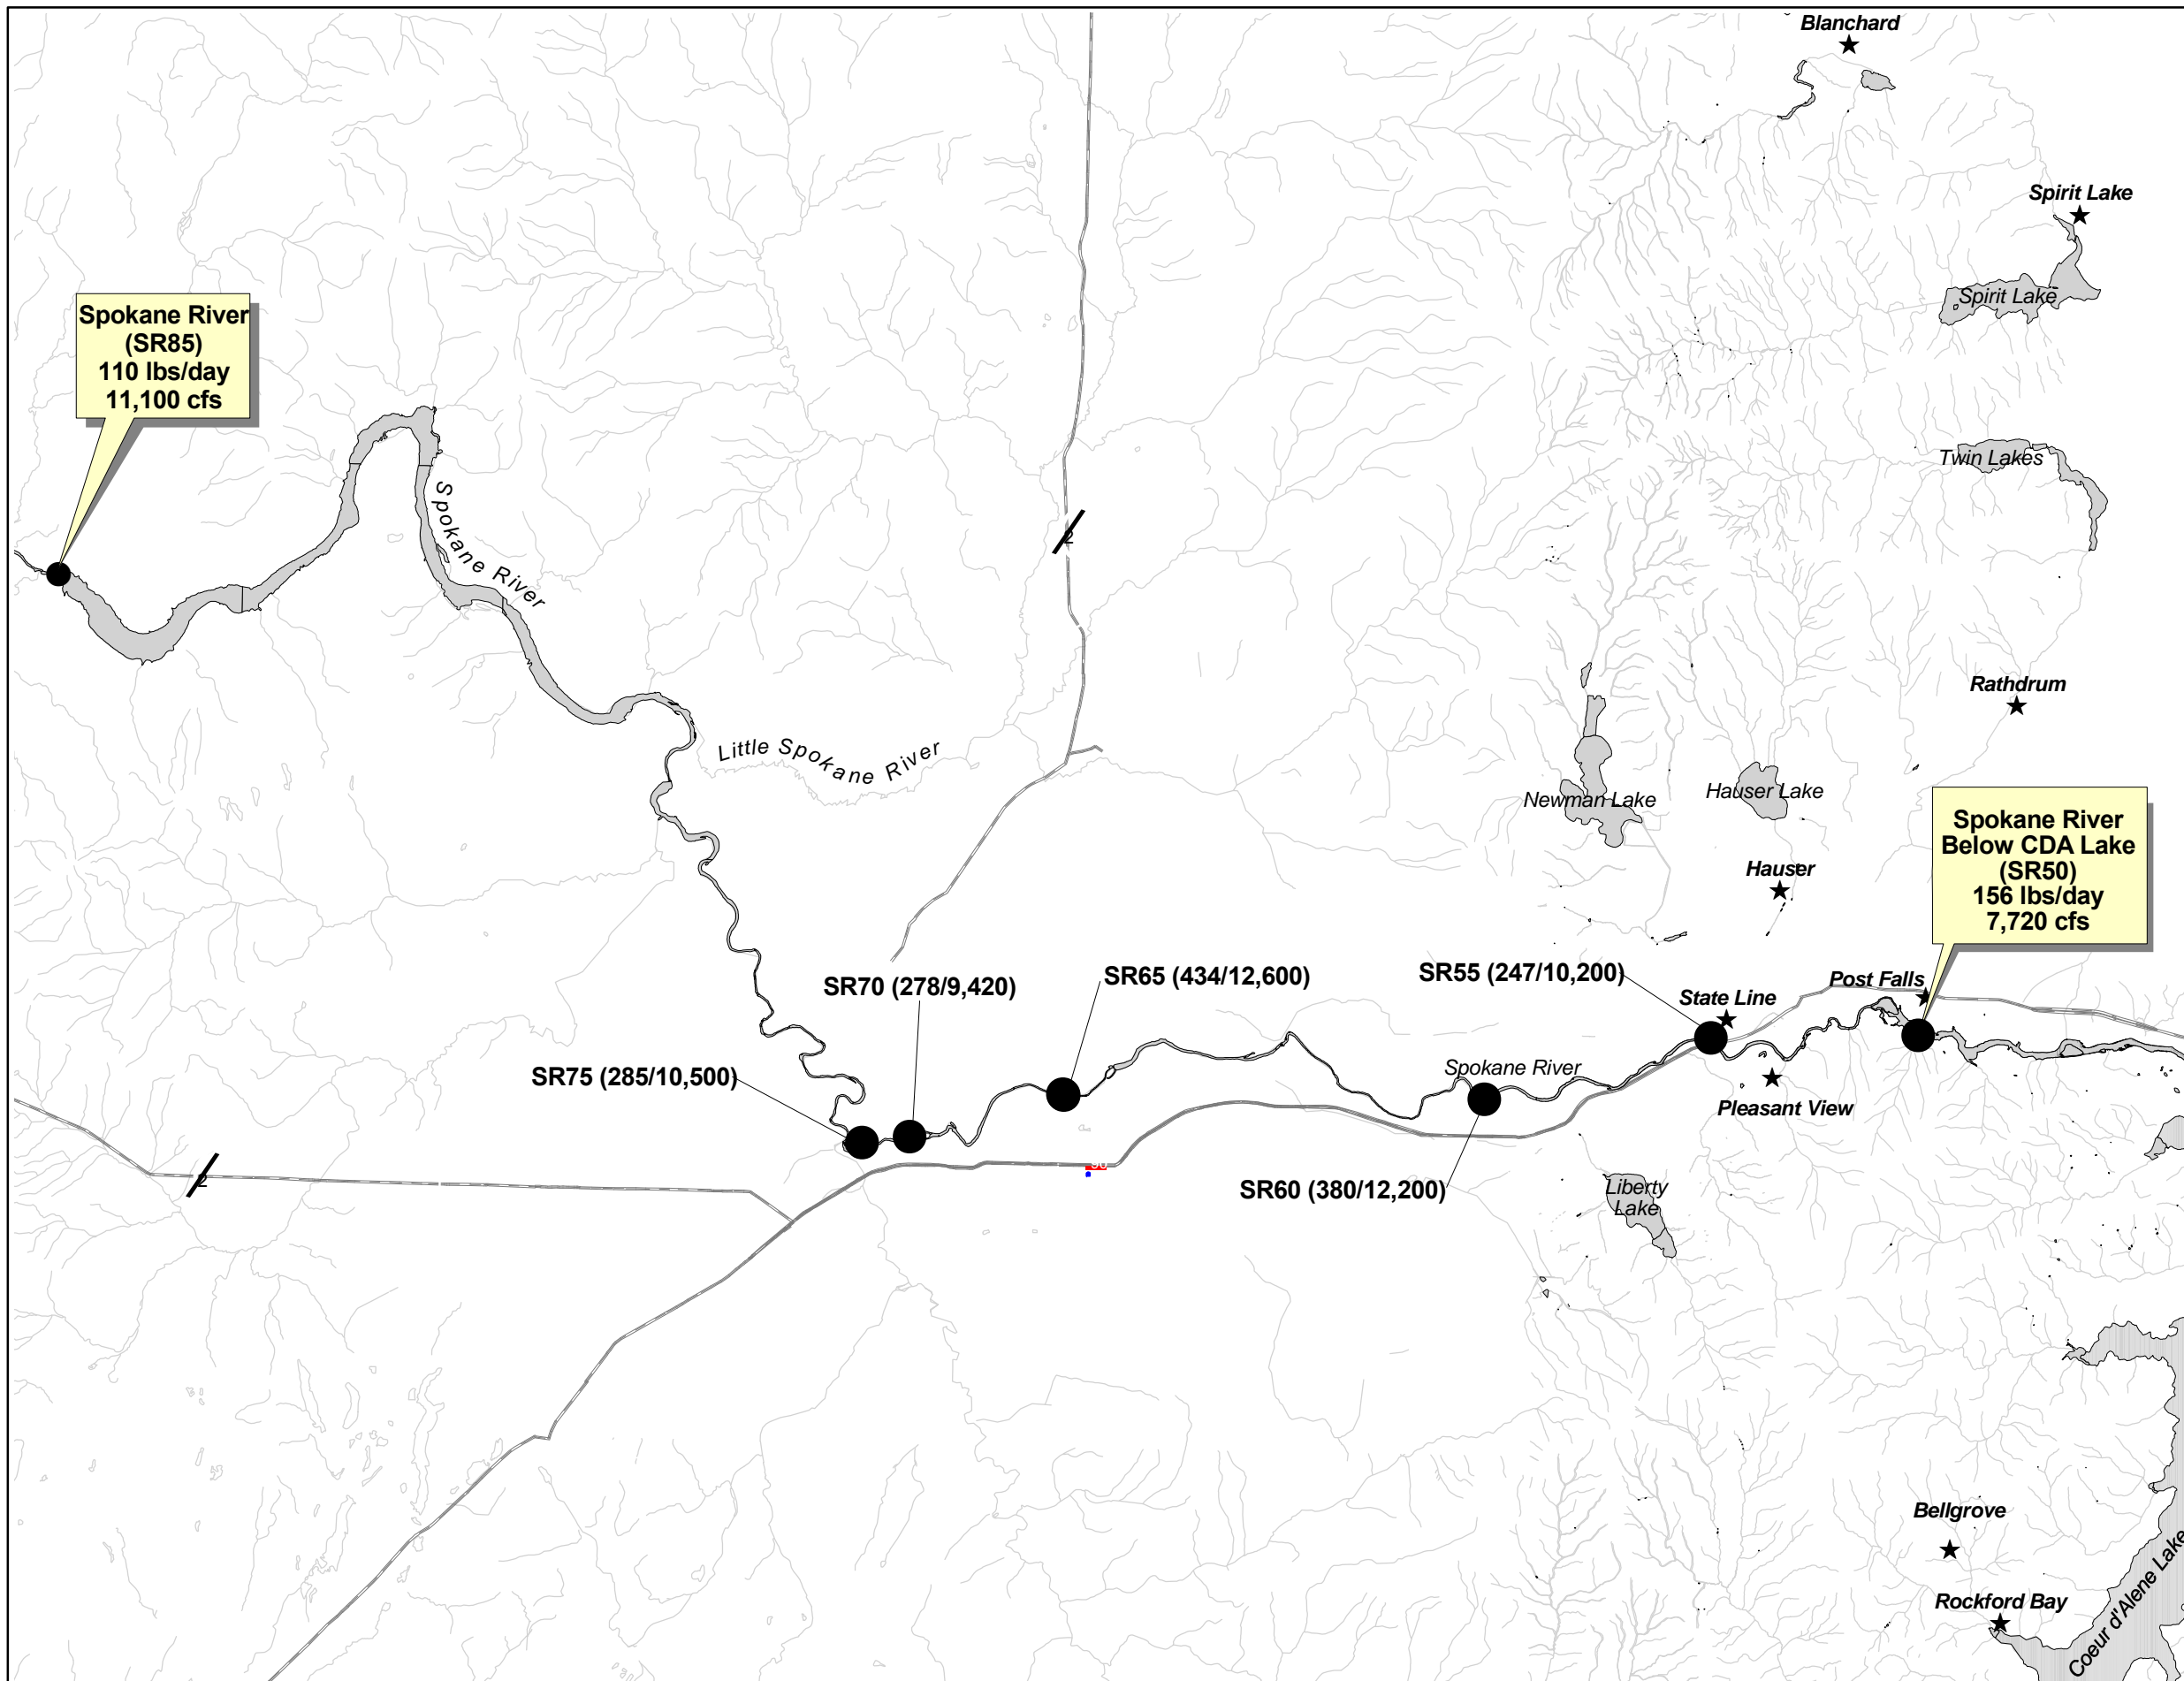 Blanchard
Spirit Lake
Spirit Lake
Spokane River
(SR85)
110 lbs/day
11,100 cfs
Twin Lakes
Spokane River
2
Rathdrum
Little Spokane River
Newman Lake
Hauser Lake
Spokane River
Below CDA Lake
(SR50)
156 lbs/day
7,720 cfs
Hauser
SR70 (278/9,420)
SR65 (434/12,600)
SR55 (247/10,200)
Post Falls
State Line
SR75 (285/10,500)
Spokane River
Pleasant View
2
90
SR60 (380/12,200)
Liberty
Lake
Bellgrove
Rockford Bay
Coeur d'Alene Lake